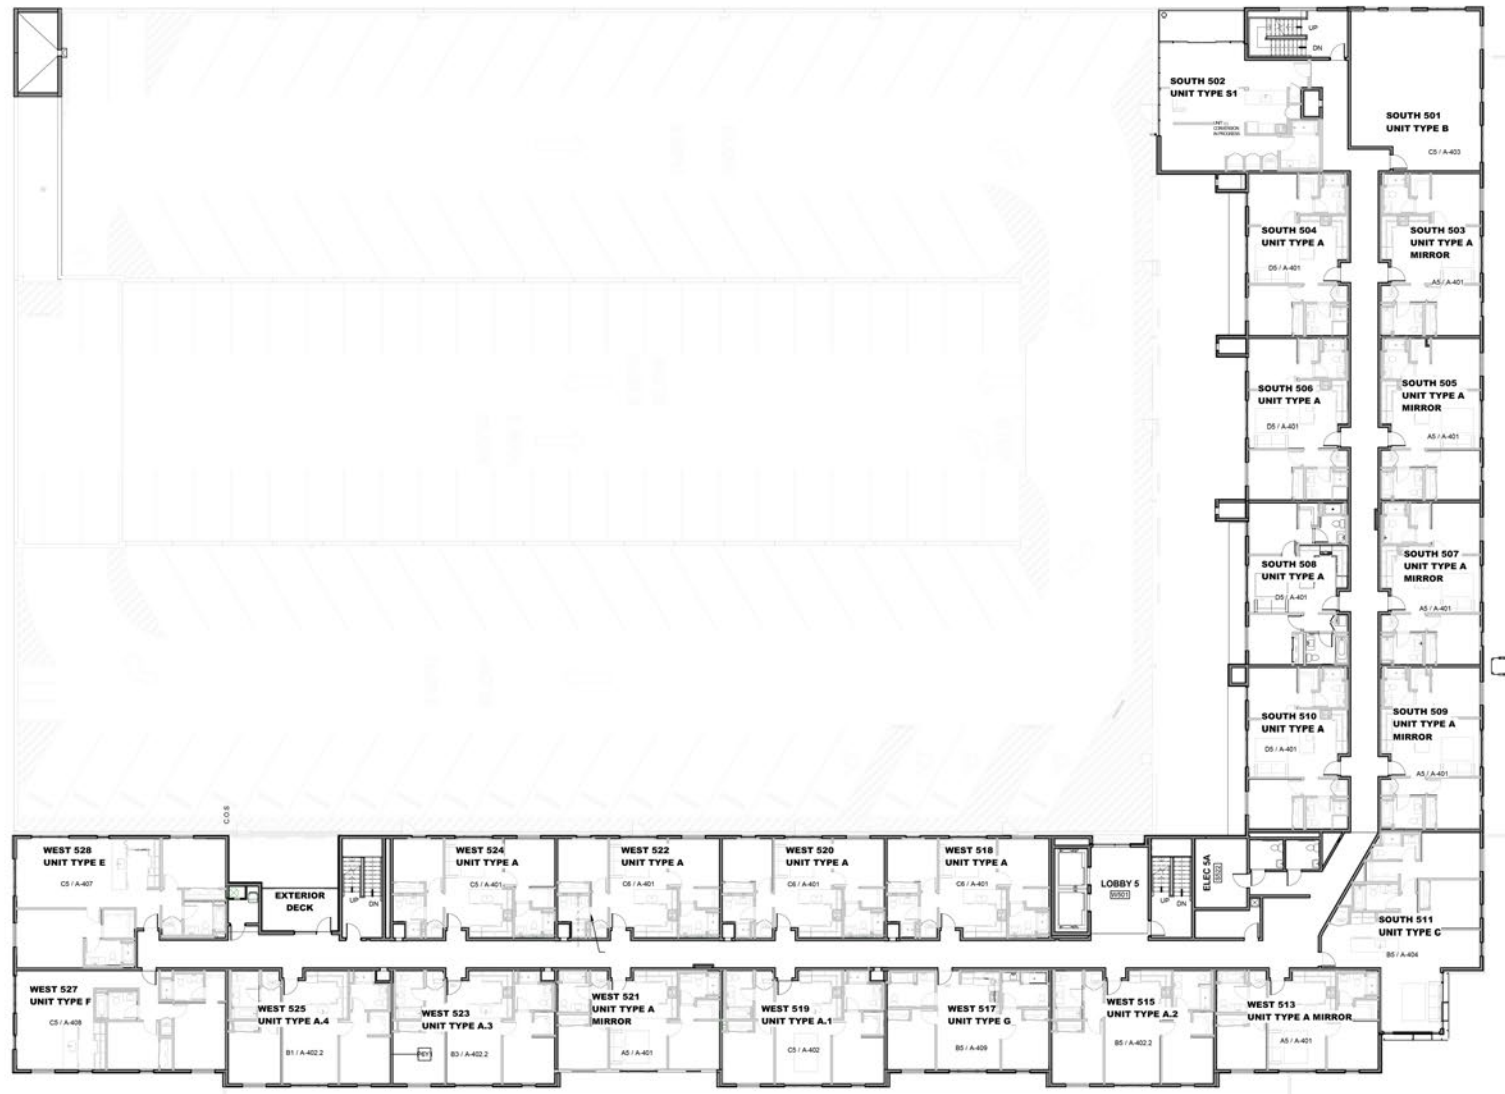 UP
DN
SOUTH 502
UNIT TYPE S1
UNIT
CONVERSION
IN PROGRESS
SOUTH 501
UNIT TYPE B
C5 / A-403
SOUTH 504
UNIT TYPE A
D5 / A-401
SOUTH 503
UNIT TYPE A
MIRROR
A5 / A-401
SOUTH 506
UNIT TYPE A
D5 / A-401
SOUTH 505
UNIT TYPE A
MIRROR
A5 / A-401
SOUTH 508
UNIT TYPE A
D5 / A-401
SOUTH 507
UNIT TYPE A
MIRROR
A5 / A-401
SOUTH 510
UNIT TYPE A
D5 / A-401
SOUTH 509
UNIT TYPE A
MIRROR
A5 / A-401
C.O.S
WEST 528
UNIT TYPE E
C5 / A-407
EXTERIOR
DECK
UP
DN
WEST 524
UNIT TYPE A
C5 / A-401
WEST 522
UNIT TYPE A
C6 / A-401
WEST 520
UNIT TYPE A
C6 / A-401
WEST 518
UNIT TYPE A
C6 / A-401
LOBBY 5
W501
UP
DN
ELEC 5A
SOUTH 511
UNIT TYPE C
B5 / A-404
WEST 527
UNIT TYPE F
C5 / A-408
WEST 525
UNIT TYPE A.4
B1 / A-402.2
WEST 523
UNIT TYPE A.3
B3 / A-402.2
WEST 521
UNIT TYPE A
MIRROR
A5 / A-401
WEST 519
UNIT TYPE A.1
C5 / A-402
WEST 517
UNIT TYPE G
B5 / A-409
WEST 515
UNIT TYPE A.2
B5 / A-402.2
WEST 513
UNIT TYPE A MIRROR
A5 / A-401